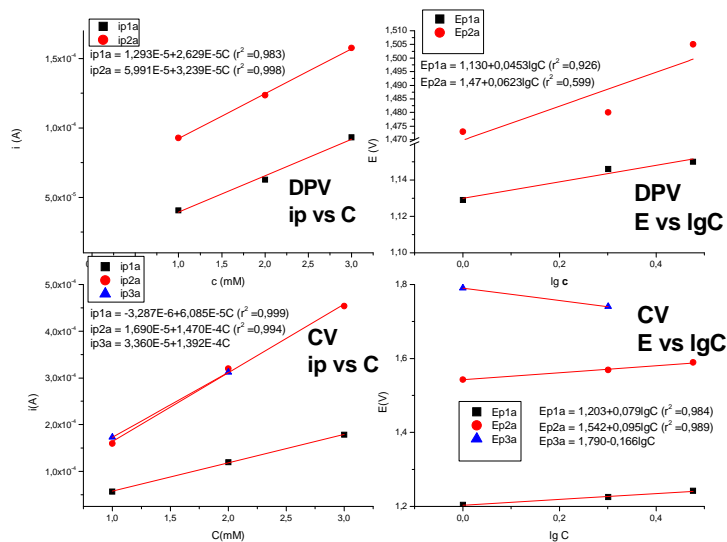 ip1a
ip2a
ip1a = 1,293E-5+2,629E-5C (r²=0,983)
ip2a = 5,991E-5+3,239E-5C (r²=0,998)
1,5x10⁻⁴
1,0x10⁻⁴
5,0x10⁻⁵
i (A)
DPV
ip vs C
0,0
0,5
1,0
1,5
2,0
2,5
3,0
c (mM)
Ep1a
Ep2a
Ep1a = 1,130+0,0453lgC (r²=0,926)
Ep2a = 1,47+0,0623lgC (r²=0,599)
1,510
1,505
1,500
1,495
1,490
1,485
1,480
1,475
1,470
1,14
1,13
1,12
1,10
E (V)
DPV
E vs lgC
0,0
0,2
0,4
lg c
ip1a
ip2a
ip3a
ip1a = -3,287E-6+6,085E-5C (r²=0,999)
ip2a = 1,690E-5+1,470E-4C (r²=0,994)
ip3a = 3,360E-5+1,392E-4C
5,0x10⁻⁴
4,0x10⁻⁴
3,0x10⁻⁴
2,0x10⁻⁴
1,0x10⁻⁴
i(A)
CV
ip vs C
1,0
1,5
2,0
2,5
3,0
C(mM)
1,8
1,6
1,4
1,2
E(V)
CV
E vs lgC
Ep1a
Ep2a
Ep3a
Ep1a = 1,203+0,079lgC (r²=0,984)
Ep2a = 1,542+0,095lgC (r²=0,989)
Ep3a = 1,790-0,166lgC
0,0
0,2
0,4
lg C